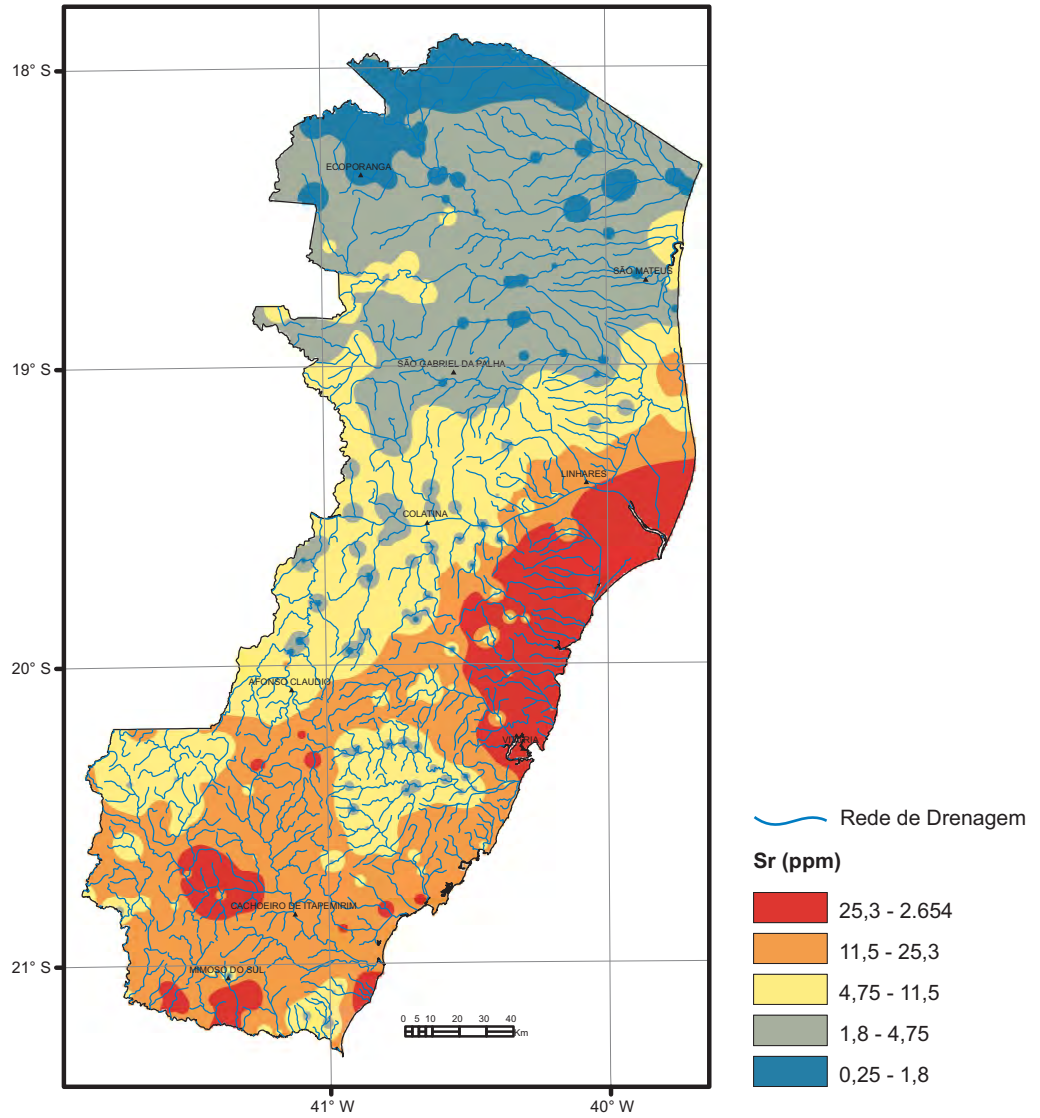 18° S
ECOPORANGA
SÃO MATEUS
19° S
SÃO GABRIEL DA PALHA
LINHARES
COLATINA
20° S
AFONSO CLAUDIO
VITÓRIA
Rede de Drenagem
Sr (ppm)
25,3 - 2.654
11,5 - 25,3
4,75 - 11,5
1,8 - 4,75
0,25 - 1,8
CACHOEIRO DE ITAPEMIRIM
21° S
MIMOSO DO SUL
0 5 10 20 30 40
Km
41° W
40° W